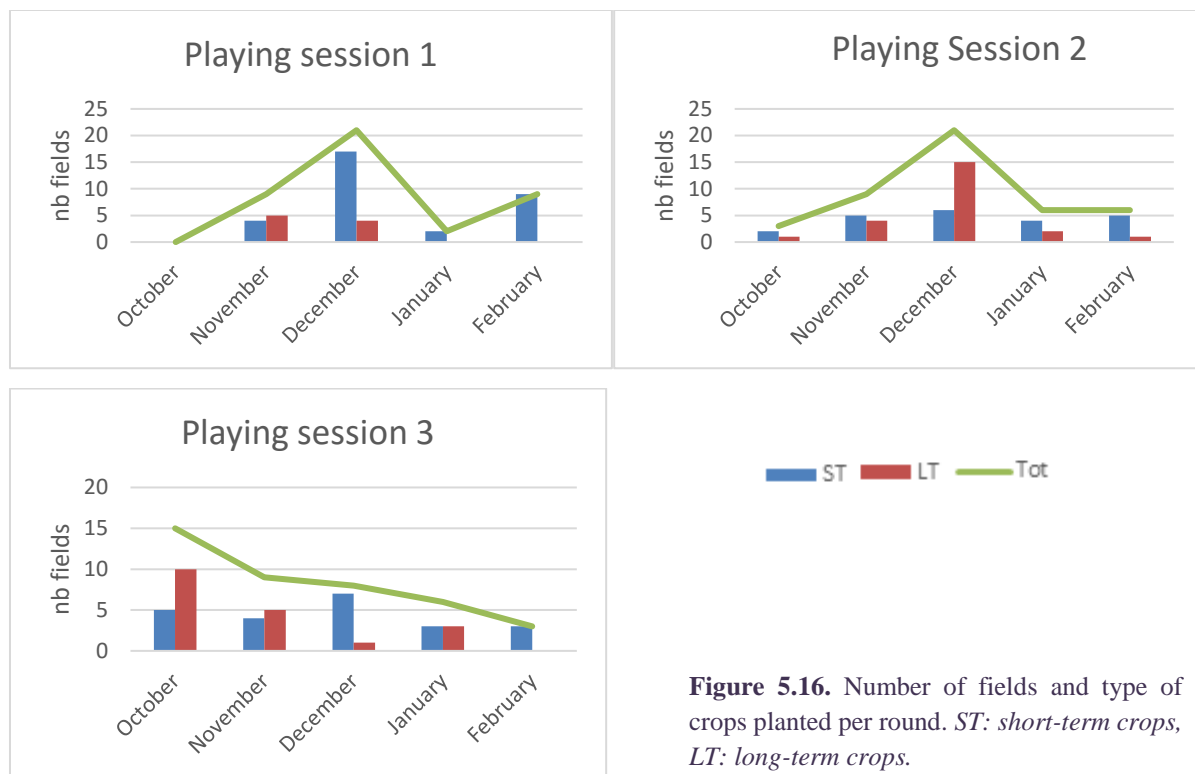 Playing session 1
25
20
15
10
5
0
nb fields
October
November
December
January
February
Playing Session 2
25
20
15
10
5
0
nb fields
October
November
December
January
February
Playing session 3
20
15
10
5
0
nb fields
October
November
December
January
February
ST LT Tot
Figure 5.16. Number of fields and type of
crops planted per round. ST: short-term crops,
LT: long-term crops.